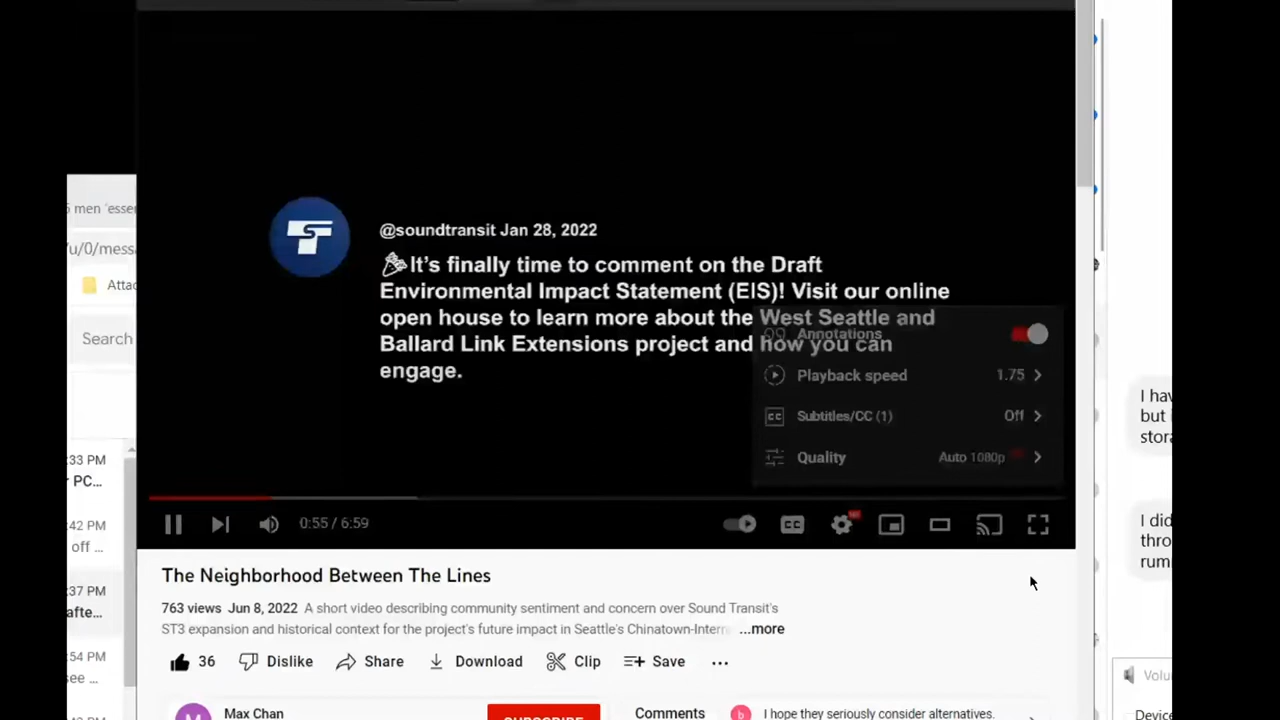 @soundtransit Jan 28, 2022
🎉It's finally time to comment on the Draft
Environmental Impact Statement (EIS)! Visit our online
open house to learn more about the West Seattle and
Ballard Link Extensions project and how you can
engage.
Annotations
Playback speed 1.75
Subtitles/CC (1) Off
Quality Auto 1080p
0:55 / 6:59
The Neighborhood Between The Lines
763 views Jun 8, 2022 A short video describing community sentiment and concern over Sound Transit's
ST3 expansion and historical context for the project's future impact in Seattle's Chinatown-Intern ...more
36 Dislike Share Download Clip Save
M Max Chan
SUBSCRIBE
Comments
b I hope they seriously consider alternatives.
men 'esse
/u/0/mess
Attac
Search
:33 PM
PC...
:42 PM
off ...
:37 PM
afte...
:54 PM
see ...
I hav
but
stora
I did
thro
rum
Volu
Device